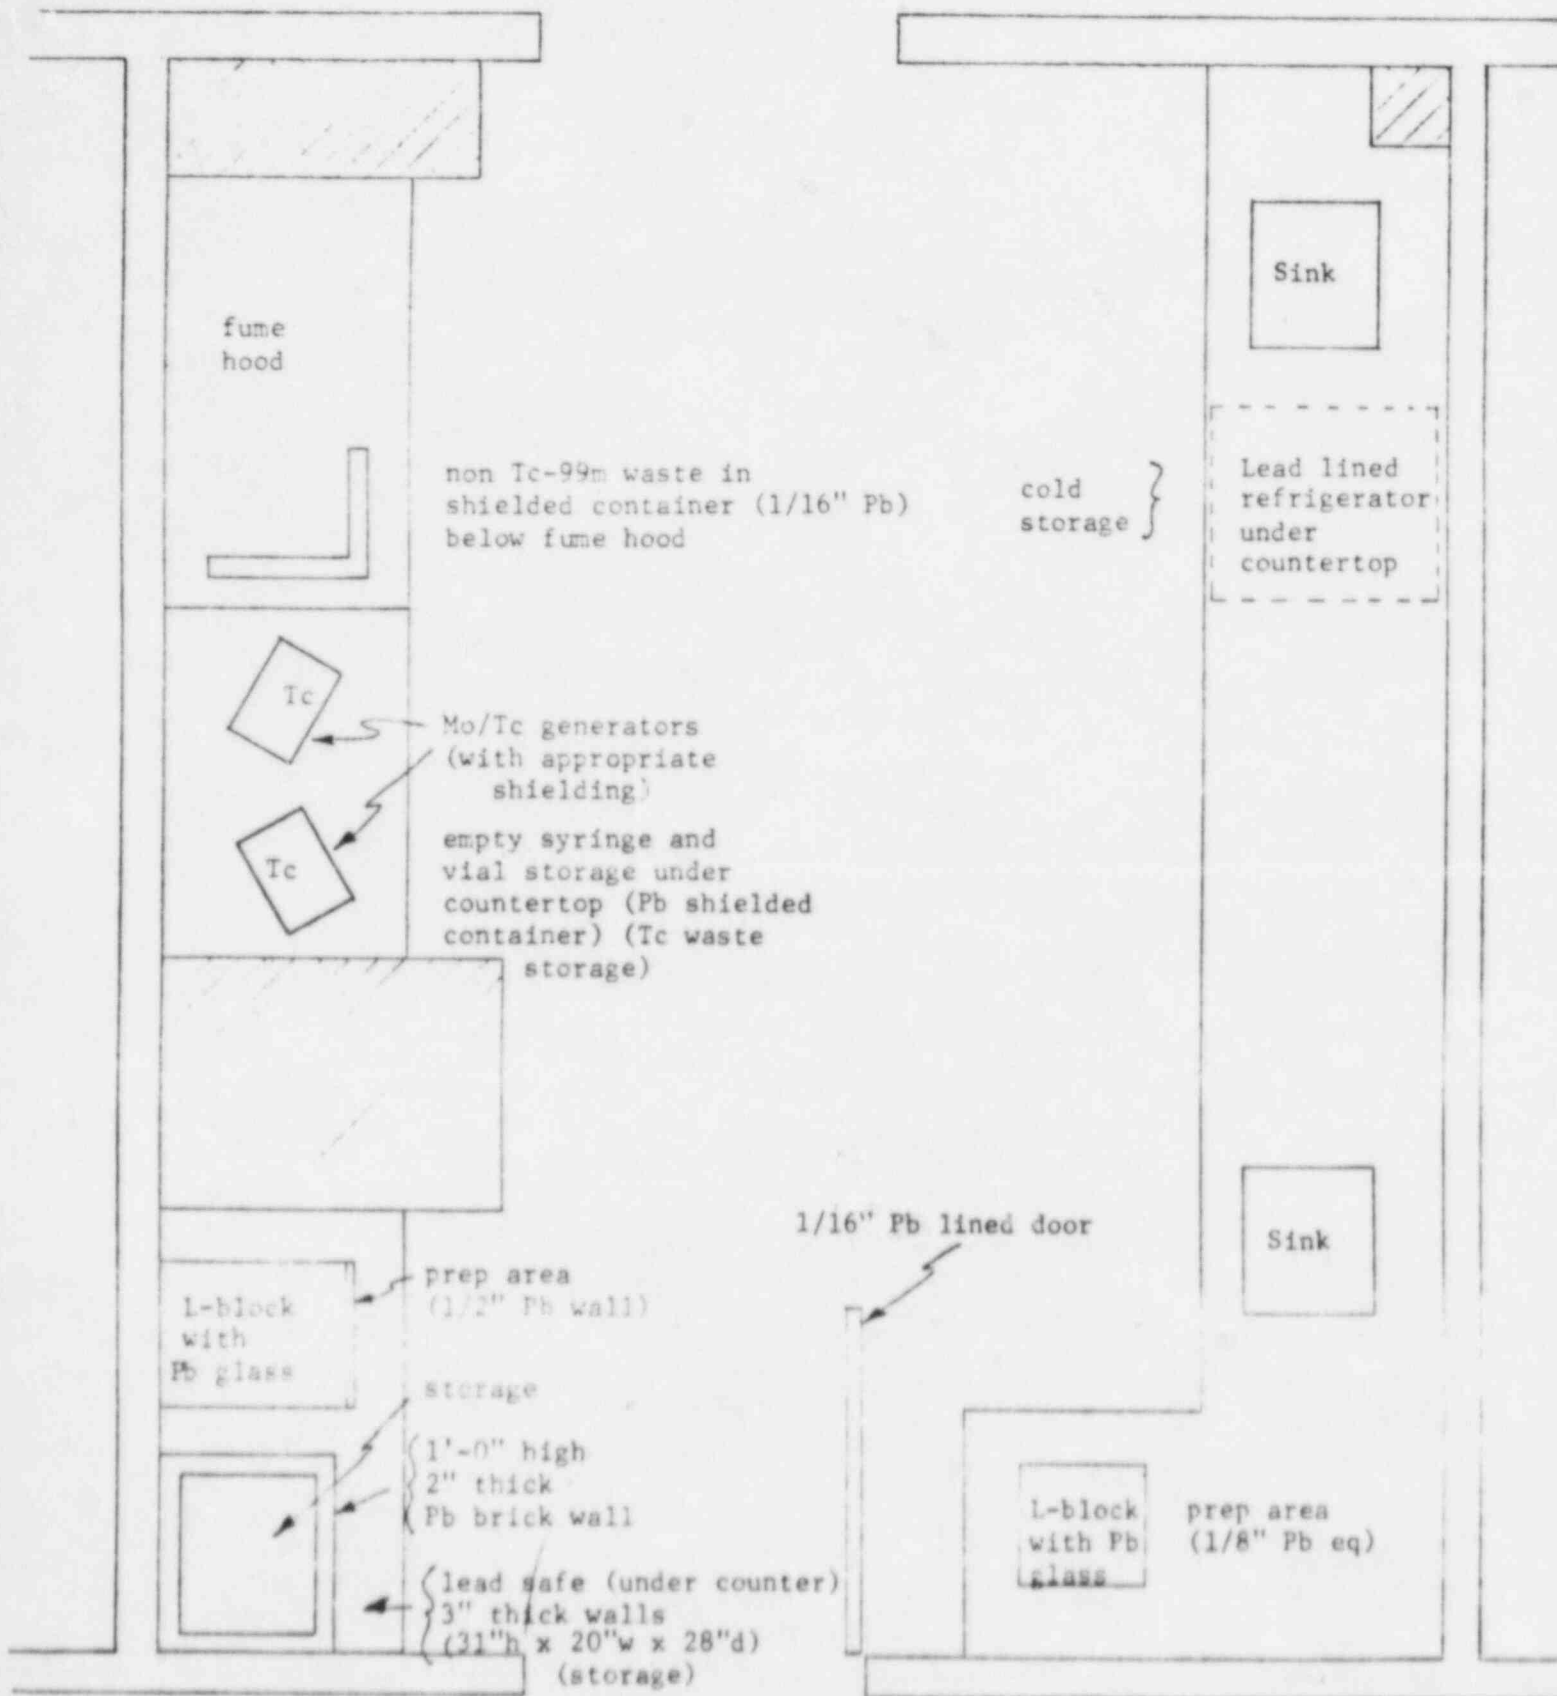 Sink
fume
hood
non Tc-99m waste in
shielded container (1/16" Pb)
below fume hood
cold
storage
Lead lined
refrigerator
under
countertop
Tc
Mo/Tc generators
(with appropriate
shielding)
Tc
empty syringe and
vial storage under
countertop (Pb shielded
container) (Tc waste
storage)
1/16" Pb lined door
Sink
prep area
(1/2" Pb wall)
L-block
with
Pb glass
storage
1'-0" high
2" thick
Pb brick wall
L-block
with Pb
glass
prep area
(1/8" Pb eq)
lead safe (under counter)
3" thick walls
(31"h x 20"w x 28"d)
(storage)